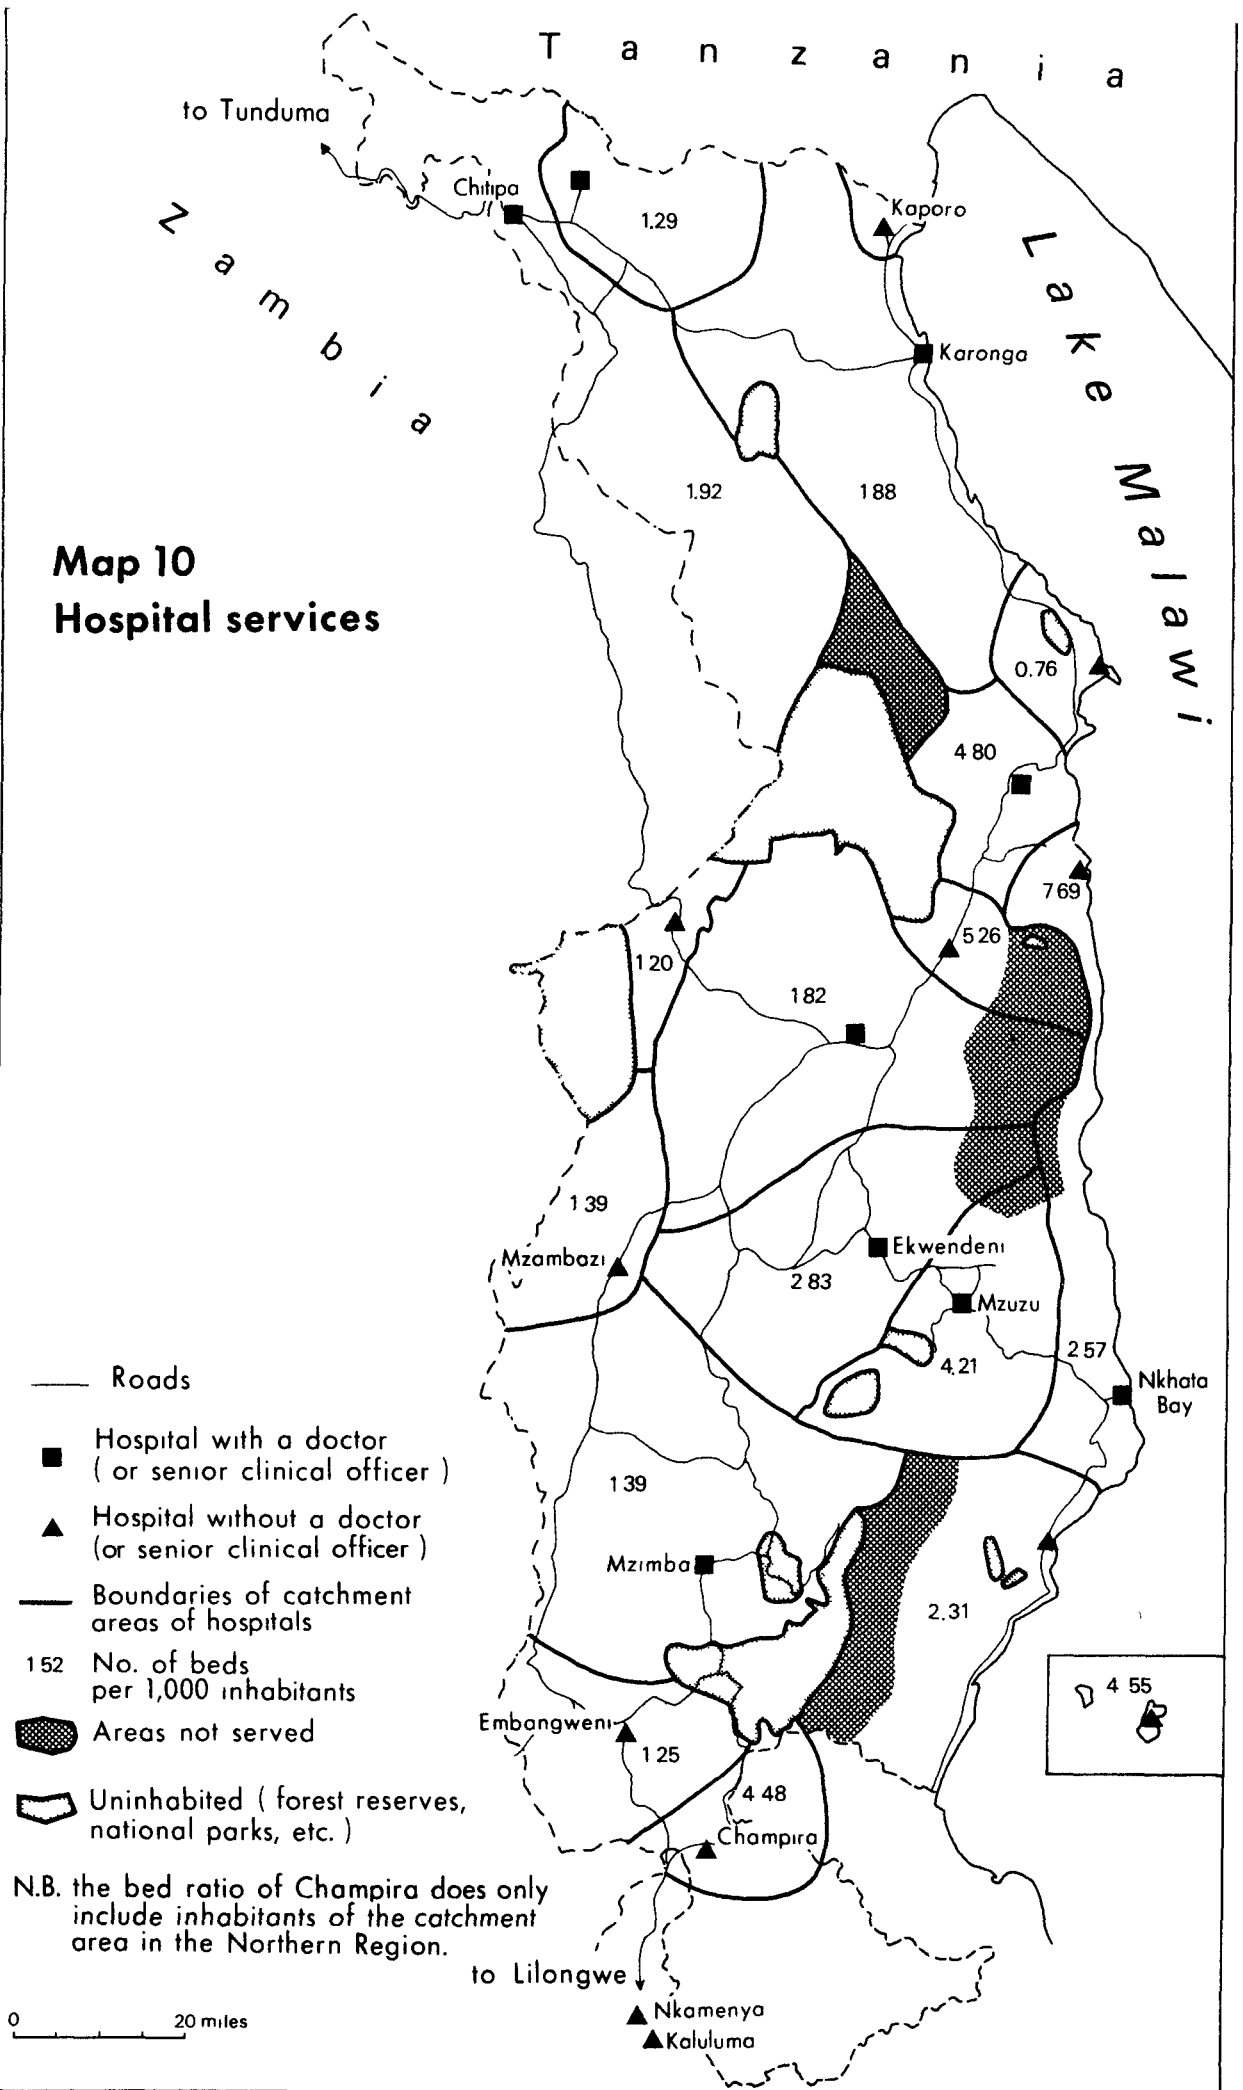 Tanzania
to Tunduma
Chitipa
1.29
Kaporo
Zambia
Lake Malawi
Karonga
1.92
1 88
Map 10
Hospital services
0.76
4 80
7 69
5 26
1 20
1 82
1 39
Mzambazi
Ekwendeni
2 83
Mzuzu
4.21
2 57
Nkhata
Bay
Roads
Hospital with a doctor
( or senior clinical officer )
Hospital without a doctor
(or senior clinical officer )
Boundaries of catchment
areas of hospitals
1 52 No. of beds
per 1,000 inhabitants
Areas not served
Uninhabited ( forest reserves,
national parks, etc. )
1 39
Mzimba
2.31
4 55
Embangweni
1 25
4 48
Champira
N.B. the bed ratio of Champira does only
include inhabitants of the catchment
area in the Northern Region.
to Lilongwe
Nkamenya
Kaluluma
0 20 miles